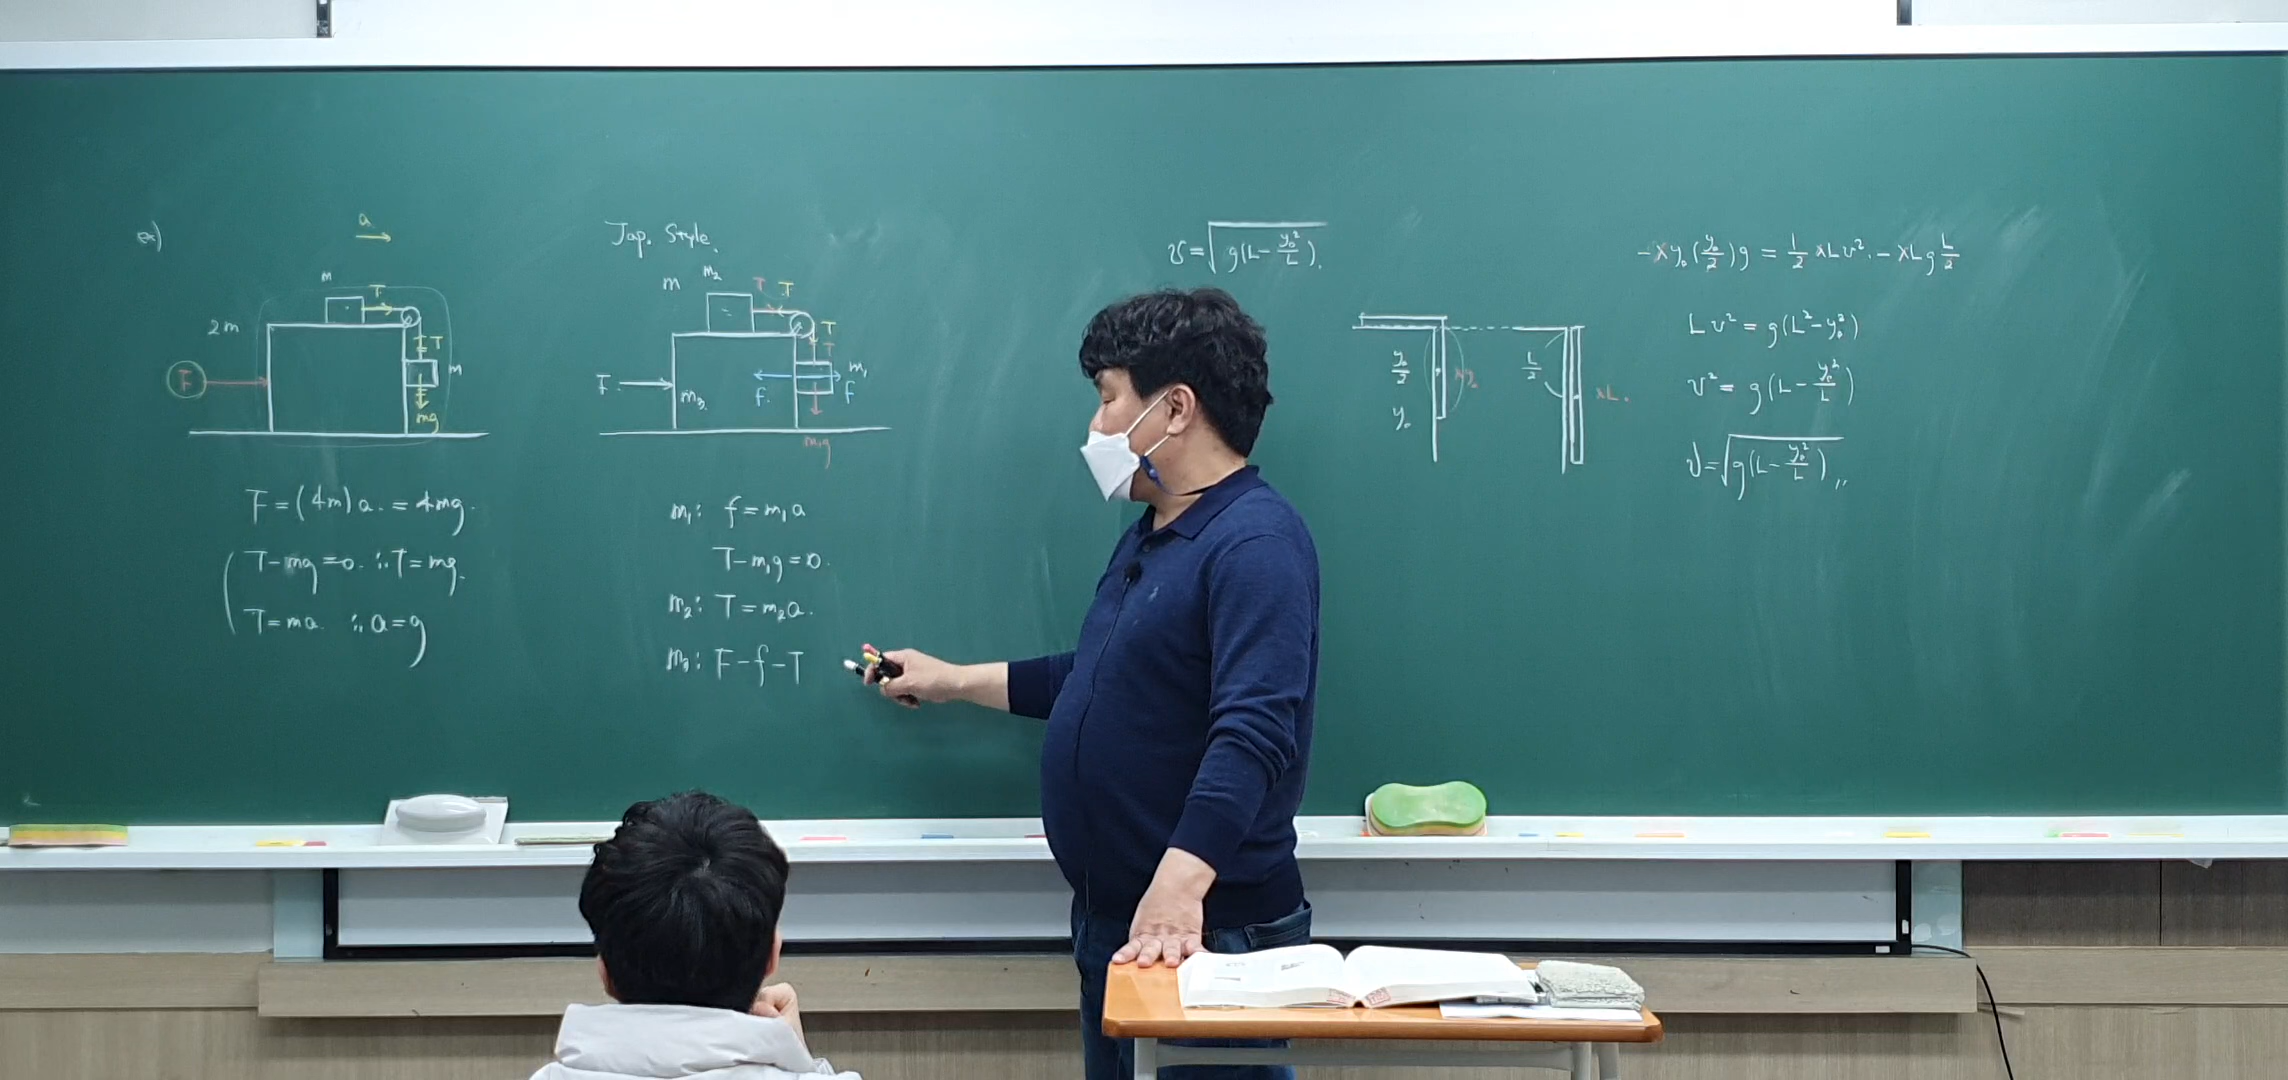 ex)
a
m
T
2m
F
T
m
mg
F = (4m) a. = 4mg.
T - mg = 0. ∴ T = mg.
T = ma. ∴ a = g
Jap. Style.
m
m₂
T
T
T
T
F
m₃
f
m₁
f
m₁g
m₁: f = m₁a
T - m₁g = 0.
m₂: T = m₂a.
m₃: F - f - T
v = √g(L - y₀²/L).
y₀/2
y₀
λy₀
L/2
λL.
-λy₀(y₀/2)g = 1/2 λLv². - λLg L/2
Lv² = g(L² - y₀²)
v² = g(L - y₀²/L)
v = √g(L - y₀²/L) ,,